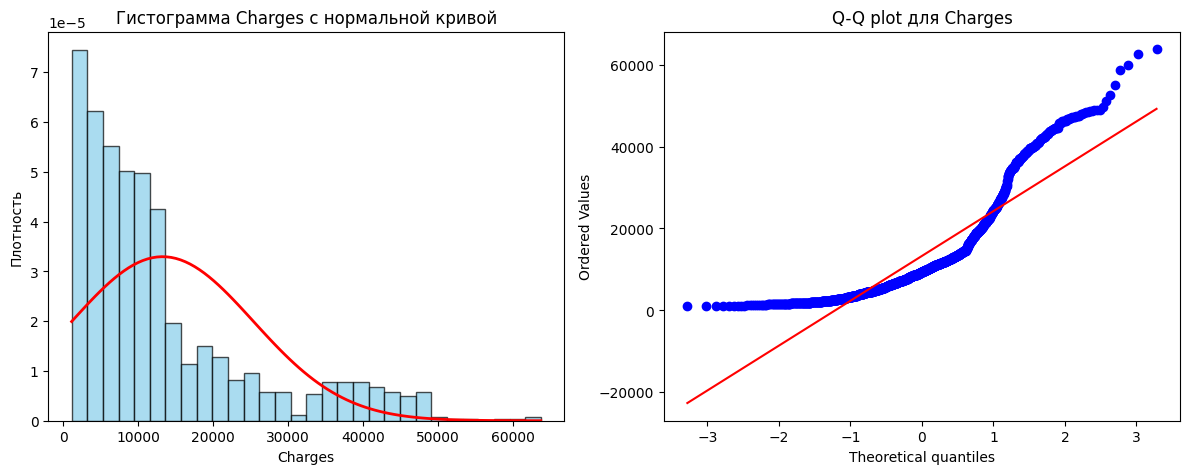 Гистограмма Charges с нормальной кривой
1e−5
7
6
5
4
3
2
1
0
Плотность
0 10000 20000 30000 40000 50000 60000
Charges
Q-Q plot для Charges
60000
40000
20000
0
−20000
Ordered Values
−3 −2 −1 0 1 2 3
Theoretical quantiles